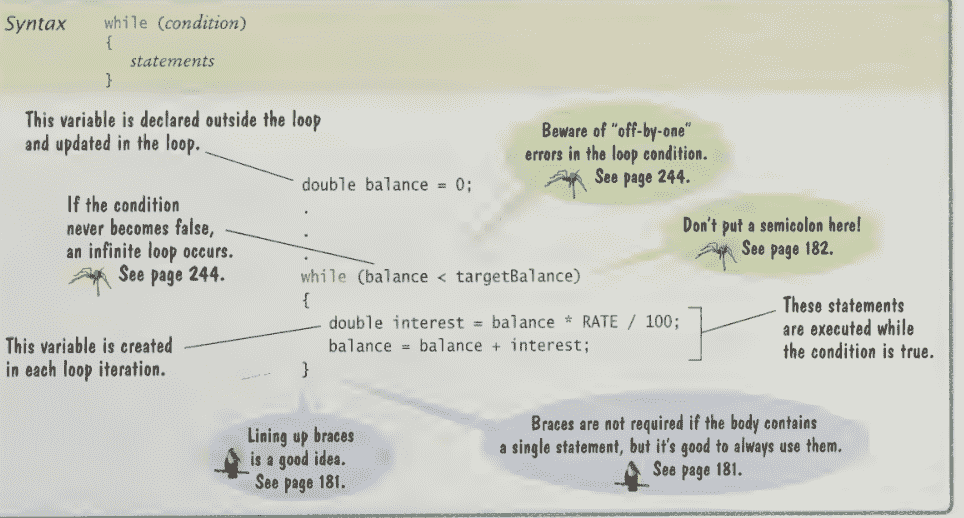 Syntax while (condition)
{
statements
}
This variable is declared outside the loop
and updated in the loop.
Beware of "off-by-one"
errors in the loop condition.
See page 244.
double balance = 0;
.
.
.
If the condition
never becomes false,
an infinite loop occurs.
See page 244.
Don't put a semicolon here!
See page 182.
while (balance < targetBalance)
{
double interest = balance * RATE / 100;
balance = balance + interest;
}
These statements
are executed while
the condition is true.
This variable is created
in each loop iteration.
Lining up braces
is a good idea.
See page 181.
Braces are not required if the body contains
a single statement, but it's good to always use them.
See page 181.